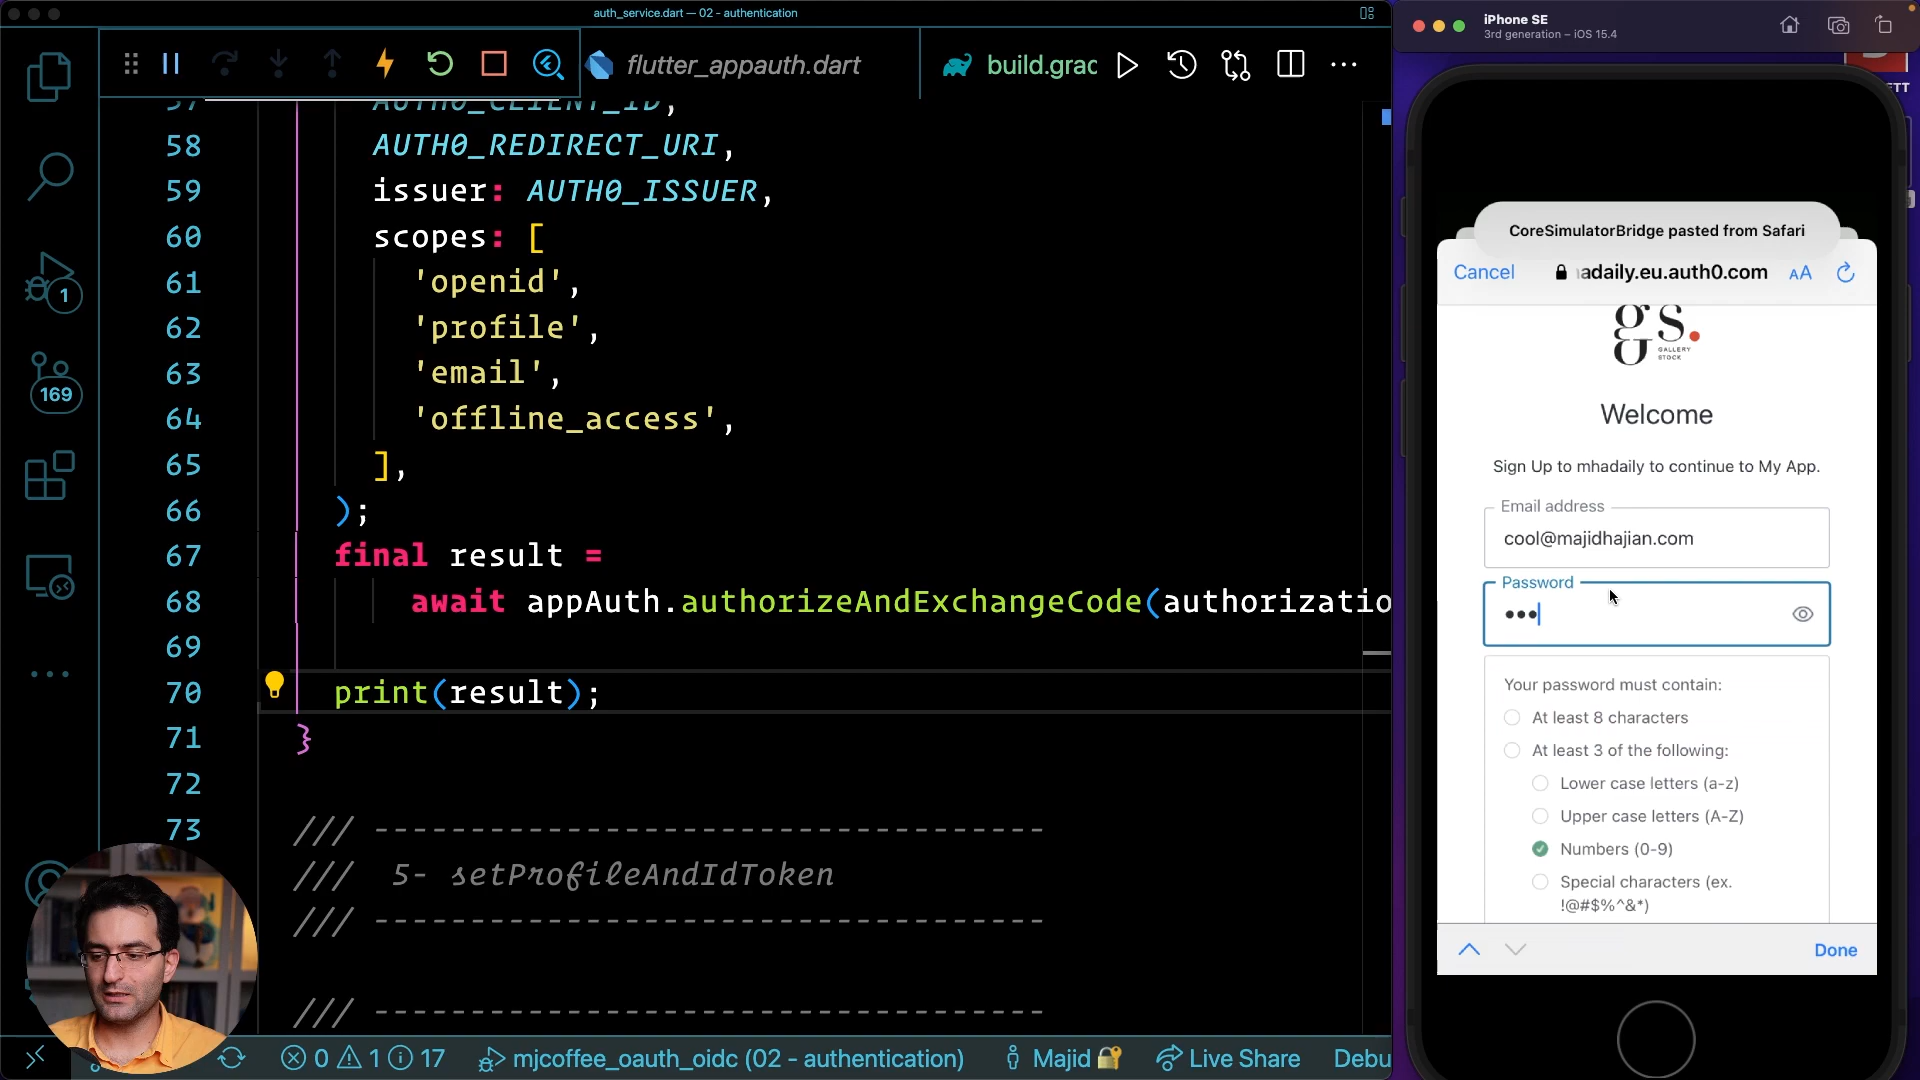 auth_service.dart — 02 - authentication
flutter_appauth.dart
build.grac
57 AUTH0_CLIENT_ID,
58 AUTH0_REDIRECT_URI,
59 issuer: AUTH0_ISSUER,
60 scopes: [
61 'openid',
62 'profile',
63 'email',
64 'offline_access',
65 ],
66 );
67 final result =
68 await appAuth.authorizeAndExchangeCode(authorizatio
69
70 print(result);
71 }
72
73 /// -----------------------------------
/// 5- setProfileAndIdToken
/// -----------------------------------
/// -----------------------------------
1
169
0 1 17
mjcoffee_oauth_oidc (02 - authentication)
Majid
Live Share
Debu
iPhone SE
3rd generation – iOS 15.4
TT
CoreSimulatorBridge pasted from Safari
Cancel
adaily.eu.auth0.com
AA
gs.
GALLERY
STOCK
Welcome
Sign Up to mhadaily to continue to My App.
Email address
cool@majidhajian.com
Password
•••
Your password must contain:
At least 8 characters
At least 3 of the following:
Lower case letters (a-z)
Upper case letters (A-Z)
Numbers (0-9)
Special characters (ex.
!@#$%^&*)
Done